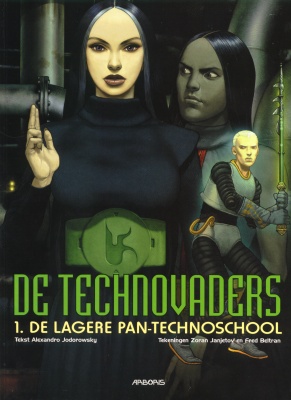 DE TECHNOVADERS
1. DE LAGERE PAN-TECHNOSCHOOL
Tekst Alexandro Jodorowsky Tekeningen Zoran Janjetov en Fred Beltran
ARBORIS